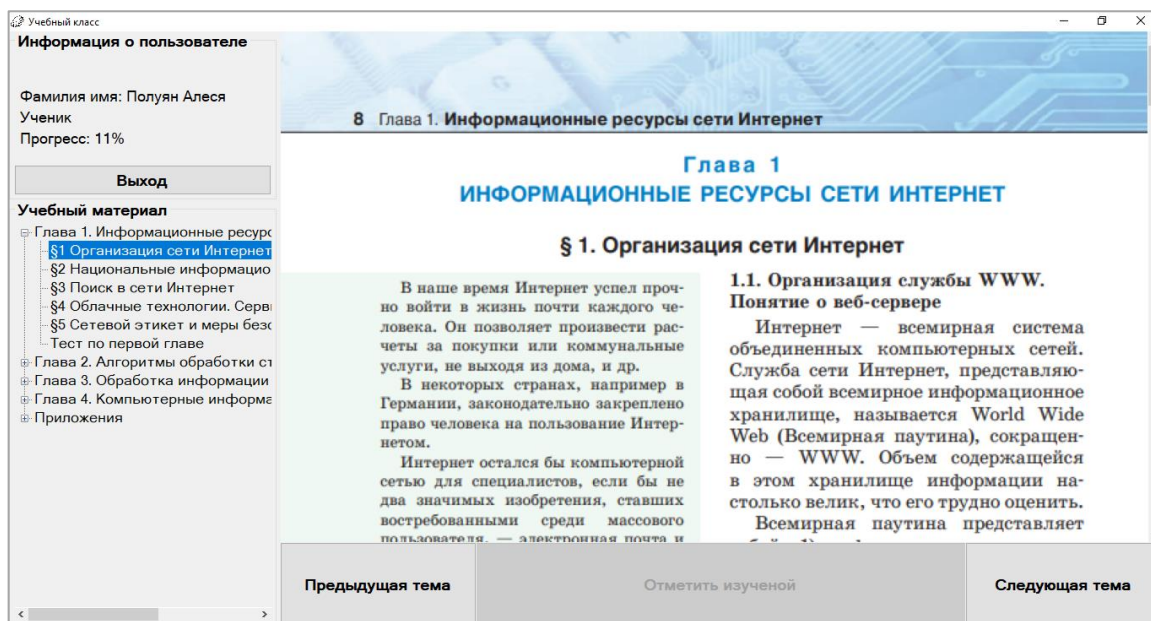 Учебный класс
Информация о пользователе
Фамилия имя: Полуян Алеся
Ученик
Прогресс: 11%
Выход
Учебный материал
Глава 1. Информационные ресурс
§1 Организация сети Интернет
§2 Национальные информацио
§3 Поиск в сети Интернет
§4 Облачные технологии. Серви
§5 Сетевой этикет и меры безо
Тест по первой главе
Глава 2. Алгоритмы обработки ст
Глава 3. Обработка информации
Глава 4. Компьютерные информа
Приложения
8 Глава 1. Информационные ресурсы сети Интернет
Глава 1
ИНФОРМАЦИОННЫЕ РЕСУРСЫ СЕТИ ИНТЕРНЕТ
§ 1. Организация сети Интернет
В наше время Интернет успел проч-
но войти в жизнь почти каждого че-
ловека. Он позволяет произвести рас-
четы за покупки или коммунальные
услуги, не выходя из дома, и др.
В некоторых странах, например в
Германии, законодательно закреплено
право человека на пользование Интер-
нетом.
Интернет остался бы компьютерной
сетью для специалистов, если бы не
два значимых изобретения, ставших
востребованными среди массового
пользователя, — электронная почта и
1.1. Организация службы WWW.
Понятие о веб-сервере
Интернет — всемирная система
объединенных компьютерных сетей.
Служба сети Интернет, представляю-
щая собой всемирное информационное
хранилище, называется World Wide
Web (Всемирная паутина), сокращен-
но — WWW. Объем содержащейся
в этом хранилище информации на-
столько велик, что его трудно оценить.
Всемирная паутина представляет
Предыдущая тема
Отметить изученой
Следующая тема